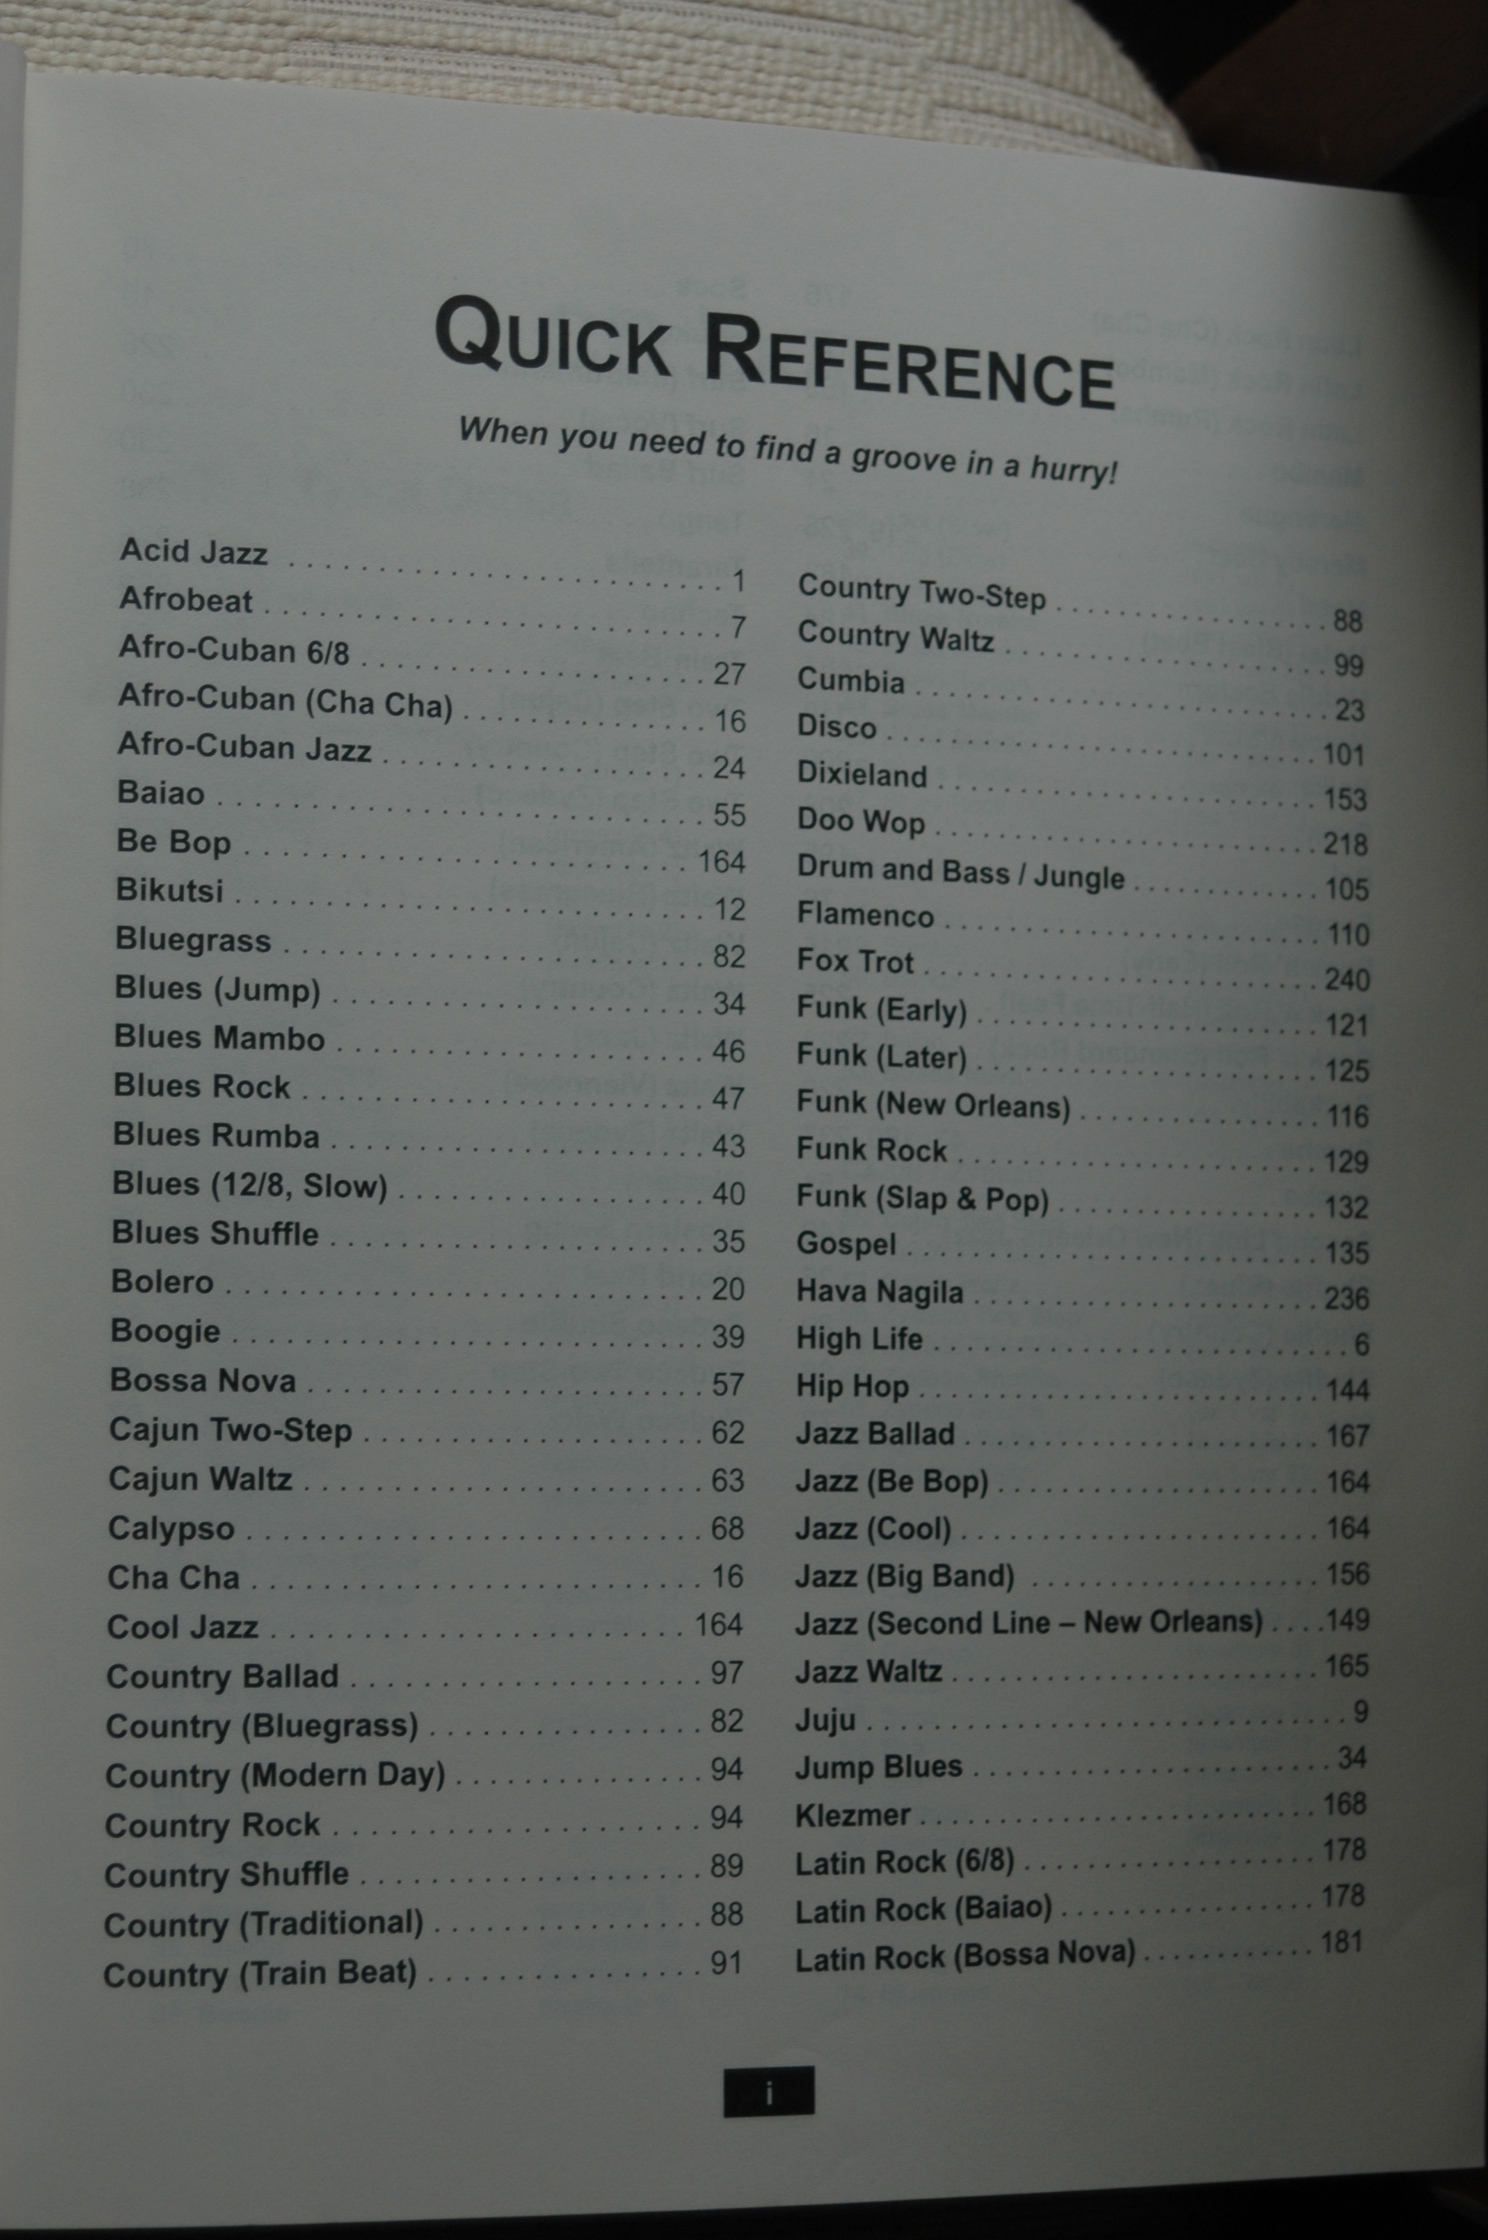 QUICK REFERENCE
When you need to find a groove in a hurry!
Acid Jazz . . . . . . . . . . . . . . . . . . . . . . . . 1
Afrobeat . . . . . . . . . . . . . . . . . . . . . . . . 7
Afro-Cuban 6/8 . . . . . . . . . . . . . . . . . . . . 27
Afro-Cuban (Cha Cha) . . . . . . . . . . . . . . 16
Afro-Cuban Jazz . . . . . . . . . . . . . . . . . . . 24
Baiao . . . . . . . . . . . . . . . . . . . . . . . . . . . 55
Be Bop . . . . . . . . . . . . . . . . . . . . . . . . 164
Bikutsi . . . . . . . . . . . . . . . . . . . . . . . . . . 12
Bluegrass . . . . . . . . . . . . . . . . . . . . . . . . 82
Blues (Jump) . . . . . . . . . . . . . . . . . . . . . 34
Blues Mambo . . . . . . . . . . . . . . . . . . . . . 46
Blues Rock . . . . . . . . . . . . . . . . . . . . . . . 47
Blues Rumba . . . . . . . . . . . . . . . . . . . . . 43
Blues (12/8, Slow) . . . . . . . . . . . . . . . . . 40
Blues Shuffle . . . . . . . . . . . . . . . . . . . . . 35
Bolero . . . . . . . . . . . . . . . . . . . . . . . . . . 20
Boogie . . . . . . . . . . . . . . . . . . . . . . . . . . 39
Bossa Nova . . . . . . . . . . . . . . . . . . . . . . 57
Cajun Two-Step . . . . . . . . . . . . . . . . . . . 62
Cajun Waltz . . . . . . . . . . . . . . . . . . . . . . 63
Calypso . . . . . . . . . . . . . . . . . . . . . . . . . 68
Cha Cha . . . . . . . . . . . . . . . . . . . . . . . . . 16
Cool Jazz . . . . . . . . . . . . . . . . . . . . . . . 164
Country Ballad . . . . . . . . . . . . . . . . . . . . 97
Country (Bluegrass) . . . . . . . . . . . . . . . . 82
Country (Modern Day) . . . . . . . . . . . . . . 94
Country Rock . . . . . . . . . . . . . . . . . . . . . 94
Country Shuffle . . . . . . . . . . . . . . . . . . . 89
Country (Traditional) . . . . . . . . . . . . . . . 88
Country (Train Beat) . . . . . . . . . . . . . . . . 91
Country Two-Step . . . . . . . . . . . . . . . . . 88
Country Waltz . . . . . . . . . . . . . . . . . . . . 99
Cumbia . . . . . . . . . . . . . . . . . . . . . . . . . 23
Disco . . . . . . . . . . . . . . . . . . . . . . . . . . 101
Dixieland . . . . . . . . . . . . . . . . . . . . . . . 153
Doo Wop . . . . . . . . . . . . . . . . . . . . . . . 218
Drum and Bass / Jungle . . . . . . . . . . . . 105
Flamenco . . . . . . . . . . . . . . . . . . . . . . . 110
Fox Trot . . . . . . . . . . . . . . . . . . . . . . . . 240
Funk (Early) . . . . . . . . . . . . . . . . . . . . . 121
Funk (Later) . . . . . . . . . . . . . . . . . . . . . 125
Funk (New Orleans) . . . . . . . . . . . . . . . 116
Funk Rock . . . . . . . . . . . . . . . . . . . . . . 129
Funk (Slap & Pop) . . . . . . . . . . . . . . . . 132
Gospel . . . . . . . . . . . . . . . . . . . . . . . . . 135
Hava Nagila . . . . . . . . . . . . . . . . . . . . . 236
High Life . . . . . . . . . . . . . . . . . . . . . . . . . 6
Hip Hop . . . . . . . . . . . . . . . . . . . . . . . . 144
Jazz Ballad . . . . . . . . . . . . . . . . . . . . . 167
Jazz (Be Bop) . . . . . . . . . . . . . . . . . . . . 164
Jazz (Cool) . . . . . . . . . . . . . . . . . . . . . . 164
Jazz (Big Band) . . . . . . . . . . . . . . . . . . 156
Jazz (Second Line – New Orleans) . . . .149
Jazz Waltz . . . . . . . . . . . . . . . . . . . . . . 165
Juju . . . . . . . . . . . . . . . . . . . . . . . . . . . . . 9
Jump Blues . . . . . . . . . . . . . . . . . . . . . . 34
Klezmer . . . . . . . . . . . . . . . . . . . . . . . . 168
Latin Rock (6/8) . . . . . . . . . . . . . . . . . . 178
Latin Rock (Baiao) . . . . . . . . . . . . . . . . 178
Latin Rock (Bossa Nova) . . . . . . . . . . . 181
i